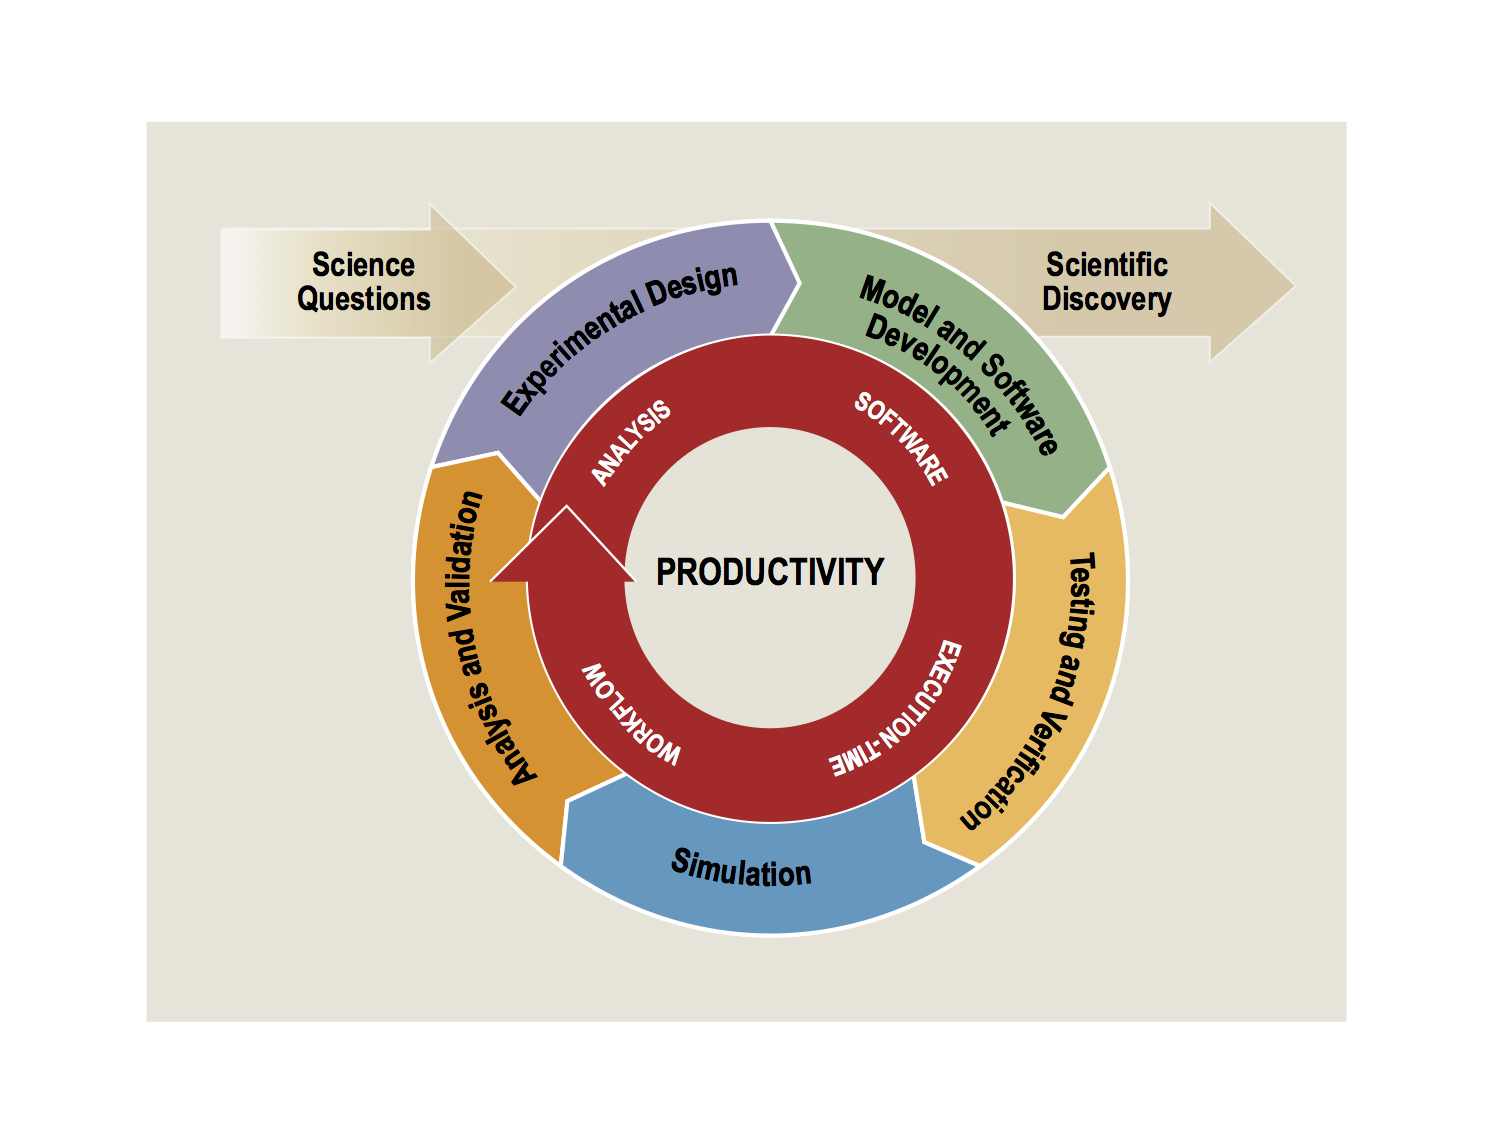 Science
Questions
Scientific
Discovery
Experimental Design
Model and Software
Development
Testing and Verification
Simulation
Analysis and Validation
ANALYSIS
SOFTWARE
EXECUTION-TIME
WORKFLOW
PRODUCTIVITY